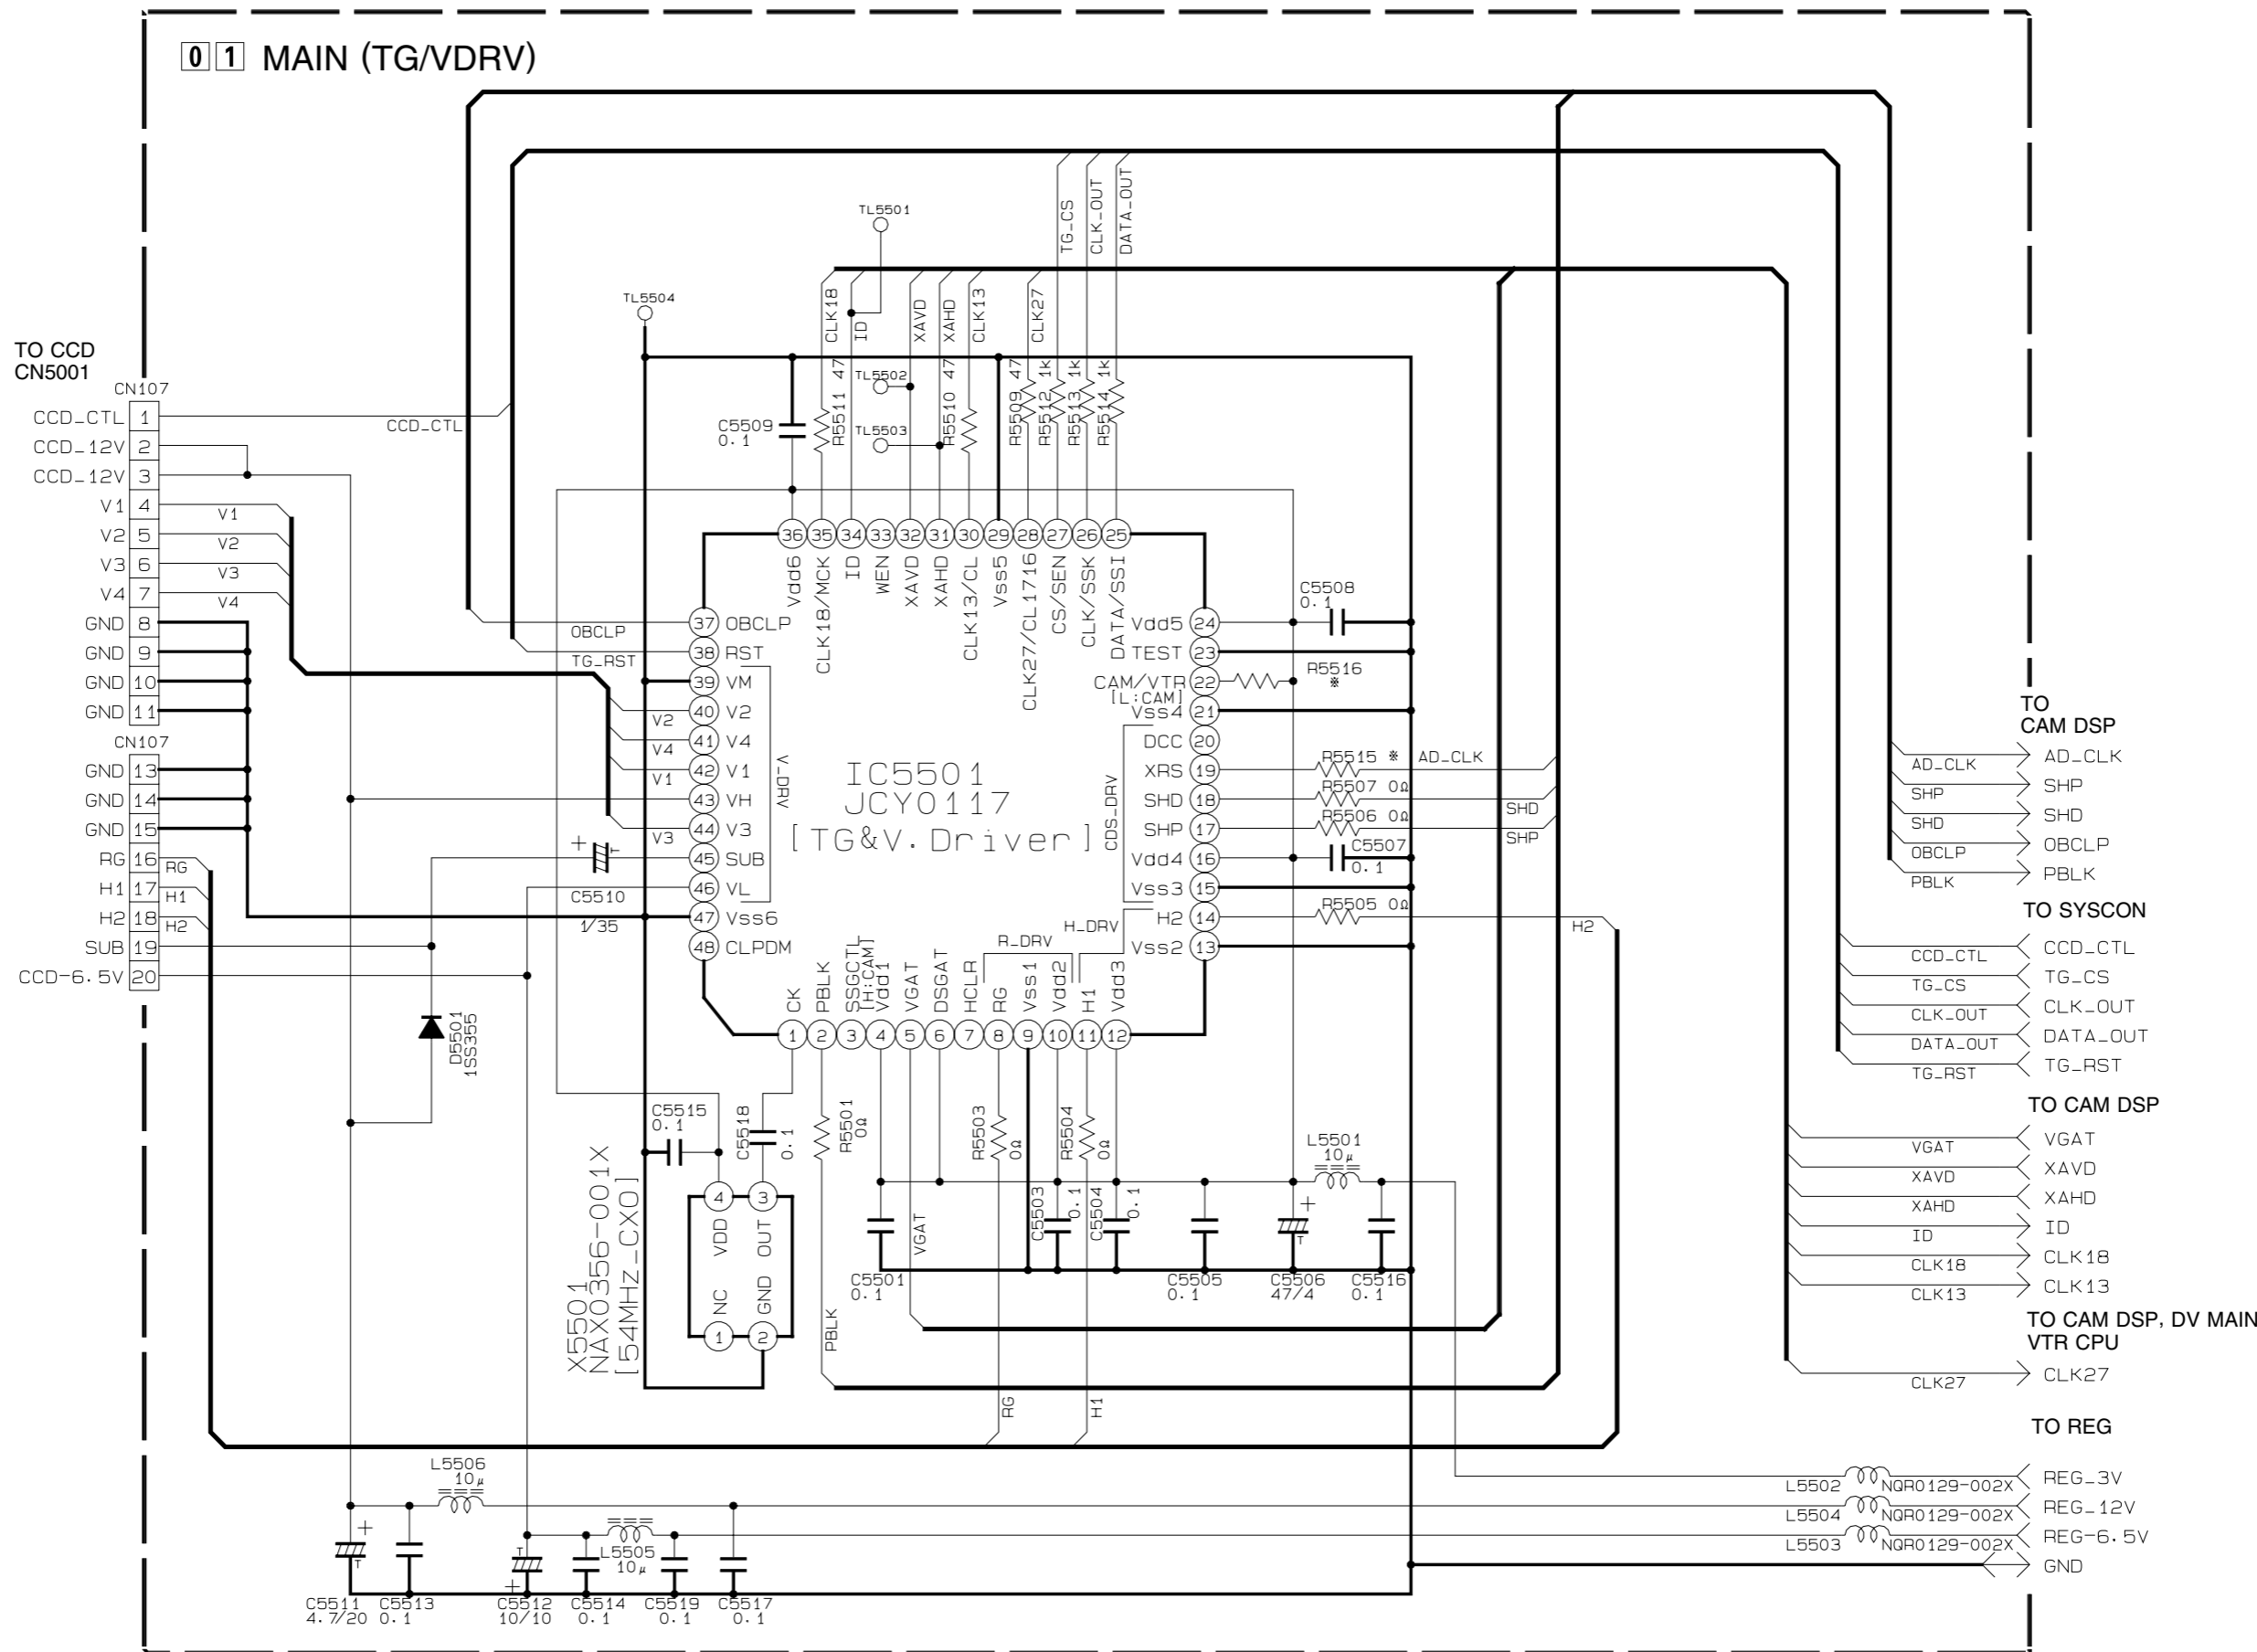 0 1 MAIN (TG/VDRV)
TL5501
TG_CS
CLK_OUT
DATA_OUT
TL5504
CLK18
ID
XAVD
XAHD
CLK13
CLK27
TL5502
TL5503
C5509
0.1
R5511 47
R5510 47
R5509 47
R5512 1k
R5513 1k
R5514 1k
TO CCD
CN5001
CN107
CCD_CTL 1
CCD_CTL
CCD_12V 2
CCD_12V 3
V1 4
V1
V2 5
V2
V3 6
V3
V4 7
V4
GND 8
GND 9
GND 10
GND 11
CN107
GND 13
GND 14
GND 15
RG 16
RG
H1 17
H1
H2 18
H2
SUB 19
CCD-6.5V 20
36 35 34 33 32 31 30 29 28 27 26 25
Vdd6
CLK18/MCK
ID
WEN
XAVD
XAHD
CLK13/CL
Vss5
CLK27/CL1716
CS/SEN
CLK/SSK
DATA/SSI
OBCLP
37 OBCLP
TG_RST
38 RST
39 VM
V2
40 V2
V4
41 V4
V1
42 V1
43 VH
V3
44 V3
45 SUB
46 VL
47 Vss6
48 CLPDM
V_DRV
C5510
1/35
IC5501
JCY0117
[TG&V.Driver]
C5508
0.1
Vdd5 24
TEST 23
CAM/VTR 22
[L:CAM]
R5516
※
Vss4 21
DCC 20
XRS 19
R5515 ※ AD_CLK
SHD 18
R5507 0Ω
SHD
SHP 17
R5506 0Ω
SHP
Vdd4 16
C5507
0.1
Vss3 15
H2 14
R5505 0Ω
H2
Vss2 13
CDS_DRV
H_DRV
R_DRV
CK
PBLK
SSGCTL
[H:CAM]
Vdd1
VGAT
DSGAT
HCLR
RG
Vss1
Vdd2
H1
Vdd3
1 2 3 4 5 6 7 8 9 10 11 12
D5501
1SS355
C5515
0.1
C5518
0.1
R5501
0Ω
R5503
0Ω
R5504
0Ω
L5501
10μ
X5501
NAX0356-001X
[54MHz_CXO]
4 3
VDD
OUT
NC
GND
1 2
PBLK
VGAT
C5501
0.1
C5503
0.1
C5504
0.1
C5505
0.1
C5506
47/4
C5516
0.1
RG
H1
L5506
10μ
L5505
10μ
C5511
4.7/20
C5513
0.1
C5512
10/10
C5514
0.1
C5519
0.1
C5517
0.1
TO
CAM DSP
AD_CLK
AD_CLK
SHP
SHP
SHD
SHD
OBCLP
OBCLP
PBLK
PBLK
TO SYSCON
CCD_CTL
CCD_CTL
TG_CS
TG_CS
CLK_OUT
CLK_OUT
DATA_OUT
DATA_OUT
TG_RST
TG_RST
TO CAM DSP
VGAT
VGAT
XAVD
XAVD
XAHD
XAHD
ID
ID
CLK18
CLK18
CLK13
CLK13
TO CAM DSP, DV MAIN
VTR CPU
CLK27
CLK27
TO REG
L5502 NQR0129-002X REG_3V
L5504 NQR0129-002X REG_12V
L5503 NQR0129-002X REG-6.5V
GND